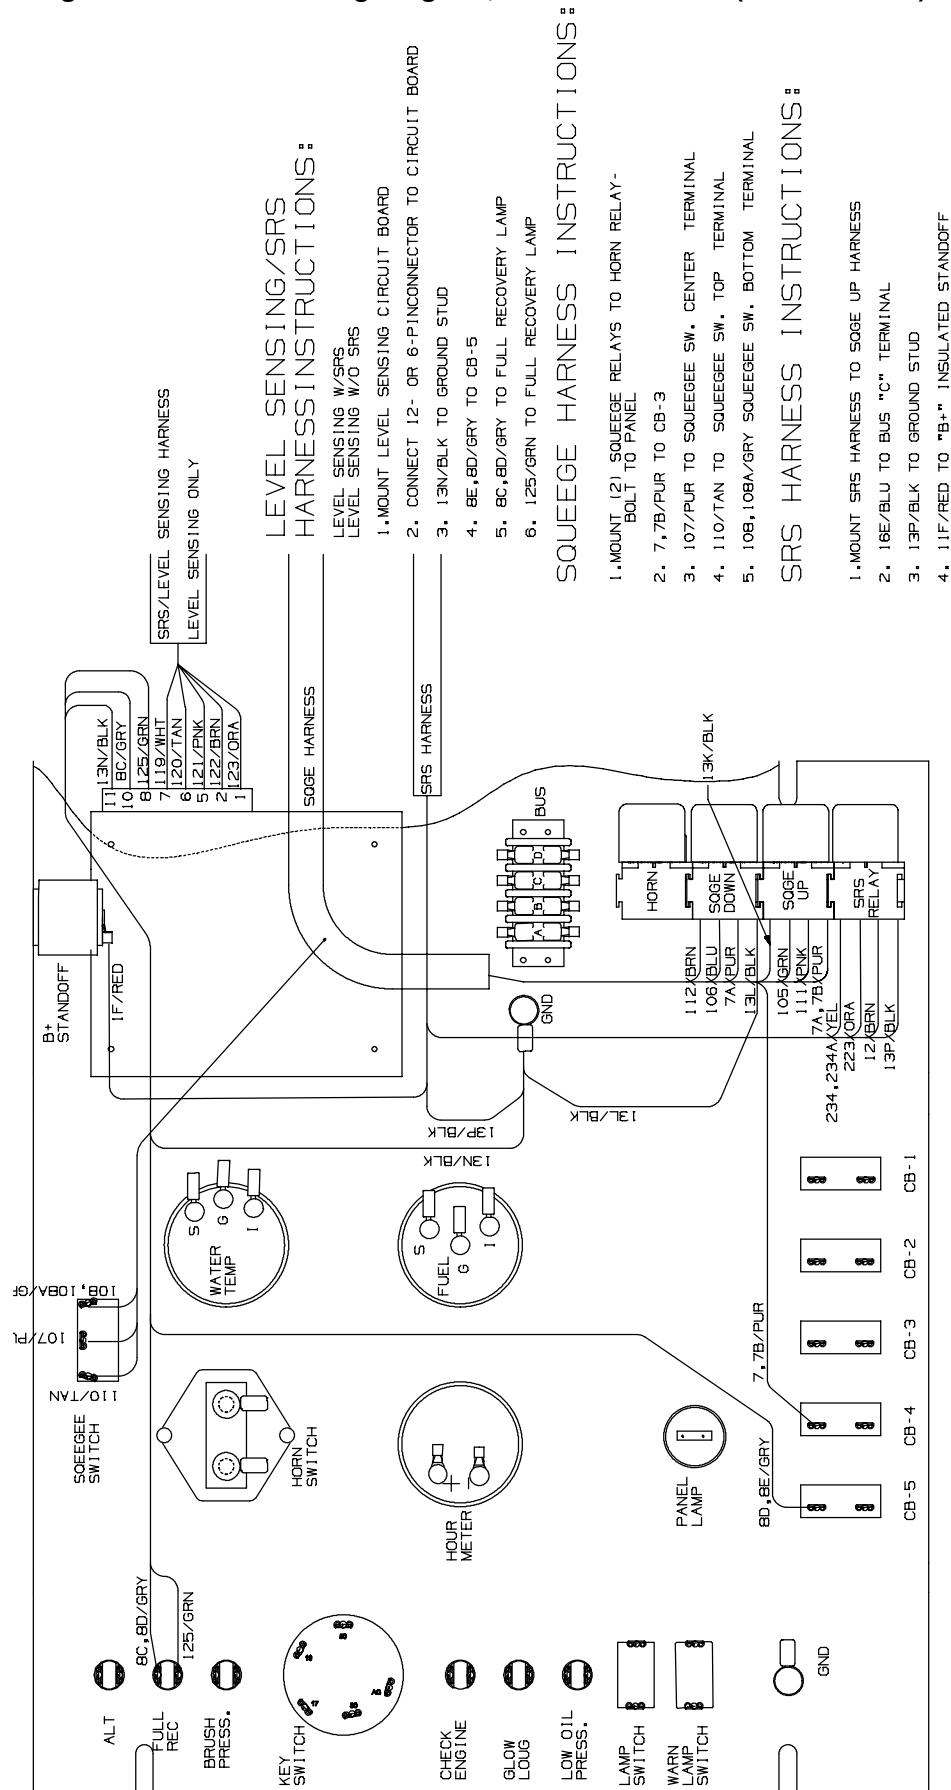 LEVEL SENSING/SRS
HARNESSINSTRUCTIONS:
LEVEL SENSING W/SRS
LEVEL SENSING W/O SRS
1.MOUNT LEVEL SENSING CIRCUIT BOARD
2. CONNECT 12- OR 6-PINCONNECTOR TO CIRCUIT BOARD
3. 13N/BLK TO GROUND STUD
4. 8E,8D/GRY TO CB-5
5. 8C,8D/GRY TO FULL RECOVERY LAMP
6. 125/GRN TO FULL RECOVERY LAMP
SQUEEGE HARNESS INSTRUCTIONS:
1.MOUNT (2) SQUEEGE RELAYS TO HORN RELAY-
BOLT TO PANEL
2. 7,7B/PUR TO CB-3
3. 107/PUR TO SQUEEGEE SW. CENTER TERMINAL
4. 110/TAN TO SQUEEGEE SW. TOP TERMINAL
5. 108,108A/GRY SQUEEGEE SW. BOTTOM TERMINAL
SRS HARNESS INSTRUCTIONS:
1.MOUNT SRS HARNESS TO SQGE UP HARNESS
2. 16E/BLU TO BUS "C" TERMINAL
3. 13P/BLK TO GROUND STUD
4. 11F/RED TO "B+" INSULATED STANDOFF
SRS/LEVEL SENSING HARNESS
LEVEL SENSING ONLY
13N/BLK
8C/GRY
125/GRN
119/WHT
120/TAN
121/PNK
122/BRN
123/ORA
11
10
8
7
6
5
2
1
SQGE HARNESS
SRS HARNESS
13K/BLK
B+
STANDOFF
1F/RED
BUS
A
B
C
D
GND
HORN
SQGE
DOWN
SQGE
UP
SRS
RELAY
112/BRN
106/BLU
7A/PUR
13L/BLK
105/GRN
111/PNK
7A,7B/PUR
234,234A/YEL
223/ORA
12/BRN
13P/BLK
13P/BLK
13N/BLK
13L/BLK
108,108A/GF
107/PU
110/TAN
SQEEGEE
SWITCH
WATER
TEMP
S
G
I
FUEL
S
G
I
HORN
SWITCH
HOUR
METER
+
-
PANEL
LAMP
7,7B/PUR
8D,8E/GRY
CB-1
CB-2
CB-3
CB-4
CB-5
8C,8D/GRY
125/GRN
ALT
FULL
REC
BRUSH
PRESS.
KEY
SWITCH
17
19
50
AC
CHECK
ENGINE
GLOW
LOUG
LOW OIL
PRESS.
LAMP
SWITCH
WARN
LAMP
SWITCH
GND